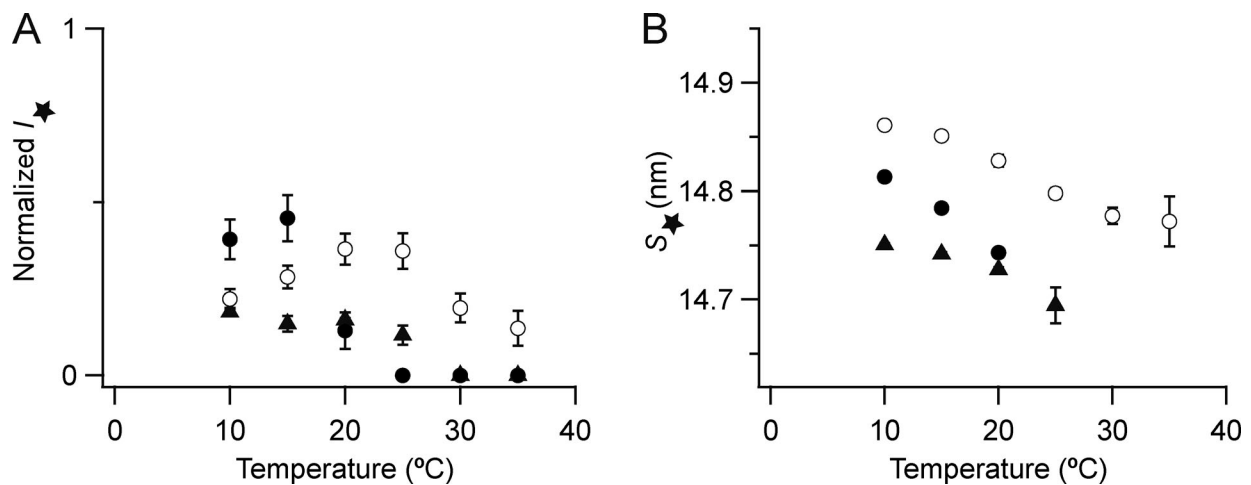 A
B
1
0
Normalized I★
0 10 20 30 40
Temperature (ºC)
14.9
14.8
14.7
S★ (nm)
0 10 20 30 40
Temperature (ºC)